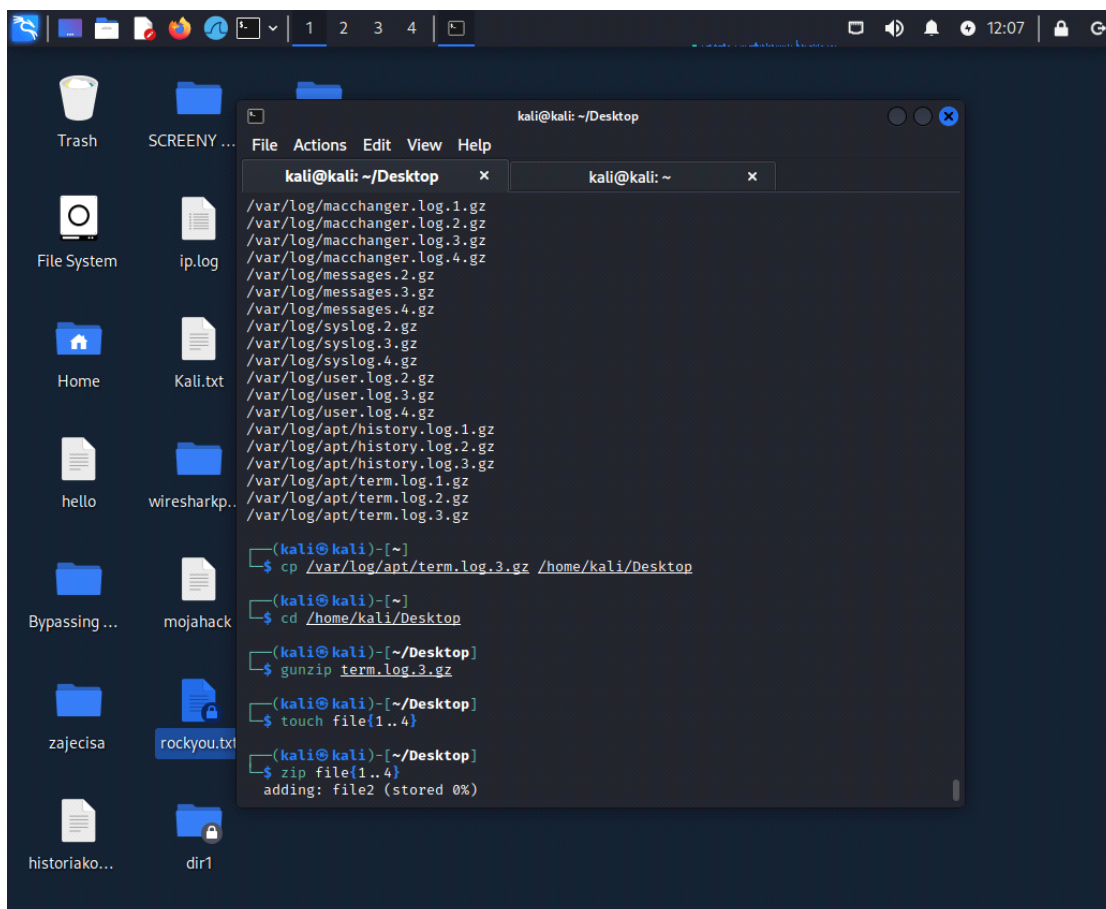 1 2 3 4
12:07
Trash
SCREENY ...
File System
ip.log
Home
Kali.txt
hello
wiresharkp...
Bypassing ...
mojahack
zajecisa
rockyou.txt
historiako...
dir1
kali@kali: ~/Desktop
File Actions Edit View Help
kali@kali: ~/Desktop × kali@kali: ~ ×
/var/log/macchanger.log.1.gz
/var/log/macchanger.log.2.gz
/var/log/macchanger.log.3.gz
/var/log/macchanger.log.4.gz
/var/log/messages.2.gz
/var/log/messages.3.gz
/var/log/messages.4.gz
/var/log/syslog.2.gz
/var/log/syslog.3.gz
/var/log/syslog.4.gz
/var/log/user.log.2.gz
/var/log/user.log.3.gz
/var/log/user.log.4.gz
/var/log/apt/history.log.1.gz
/var/log/apt/history.log.2.gz
/var/log/apt/history.log.3.gz
/var/log/apt/term.log.1.gz
/var/log/apt/term.log.2.gz
/var/log/apt/term.log.3.gz
┌──(kali㉿kali)-[~]
└─$ cp /var/log/apt/term.log.3.gz /home/kali/Desktop
┌──(kali㉿kali)-[~]
└─$ cd /home/kali/Desktop
┌──(kali㉿kali)-[~/Desktop]
└─$ gunzip term.log.3.gz
┌──(kali㉿kali)-[~/Desktop]
└─$ touch file{1..4}
┌──(kali㉿kali)-[~/Desktop]
└─$ zip file{1..4}
adding: file2 (stored 0%)